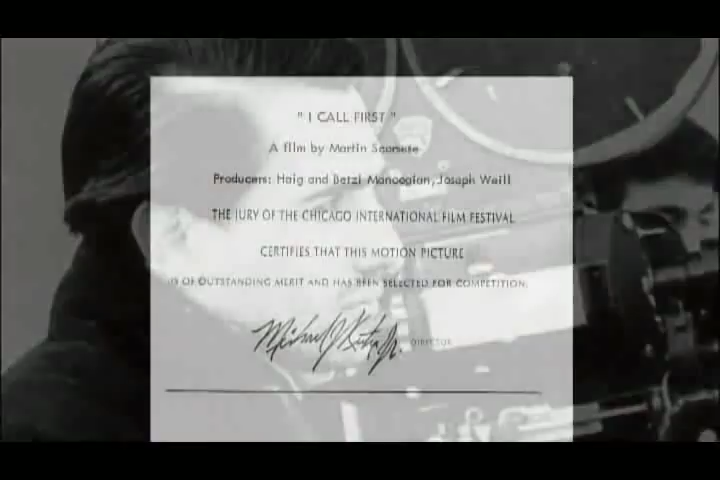 " I CALL FIRST "
A film by Martin Scorsese
Producers: Haig and Betzi Manoogian, Joseph Weill
THE JURY OF THE CHICAGO INTERNATIONAL FILM FESTIVAL
CERTIFIES THAT THIS MOTION PICTURE
IS OF OUTSTANDING MERIT AND HAS BEEN SELECTED FOR COMPETITION.
DIRECTOR